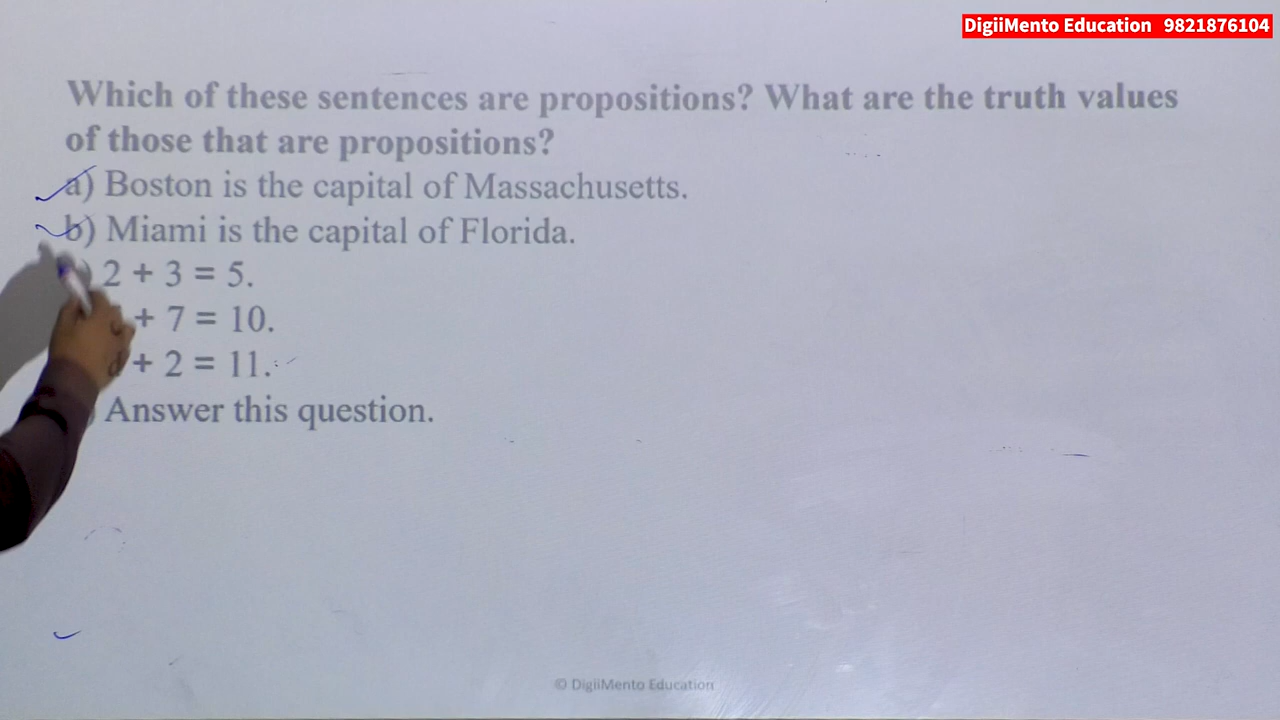 DigiiMento Education 9821876104
Which of these sentences are propositions? What are the truth values
of those that are propositions?
a) Boston is the capital of Massachusetts.
b) Miami is the capital of Florida.
) 2 + 3 = 5.
+ 7 = 10.
+ 2 = 11.
Answer this question.
© DigiiMento Education